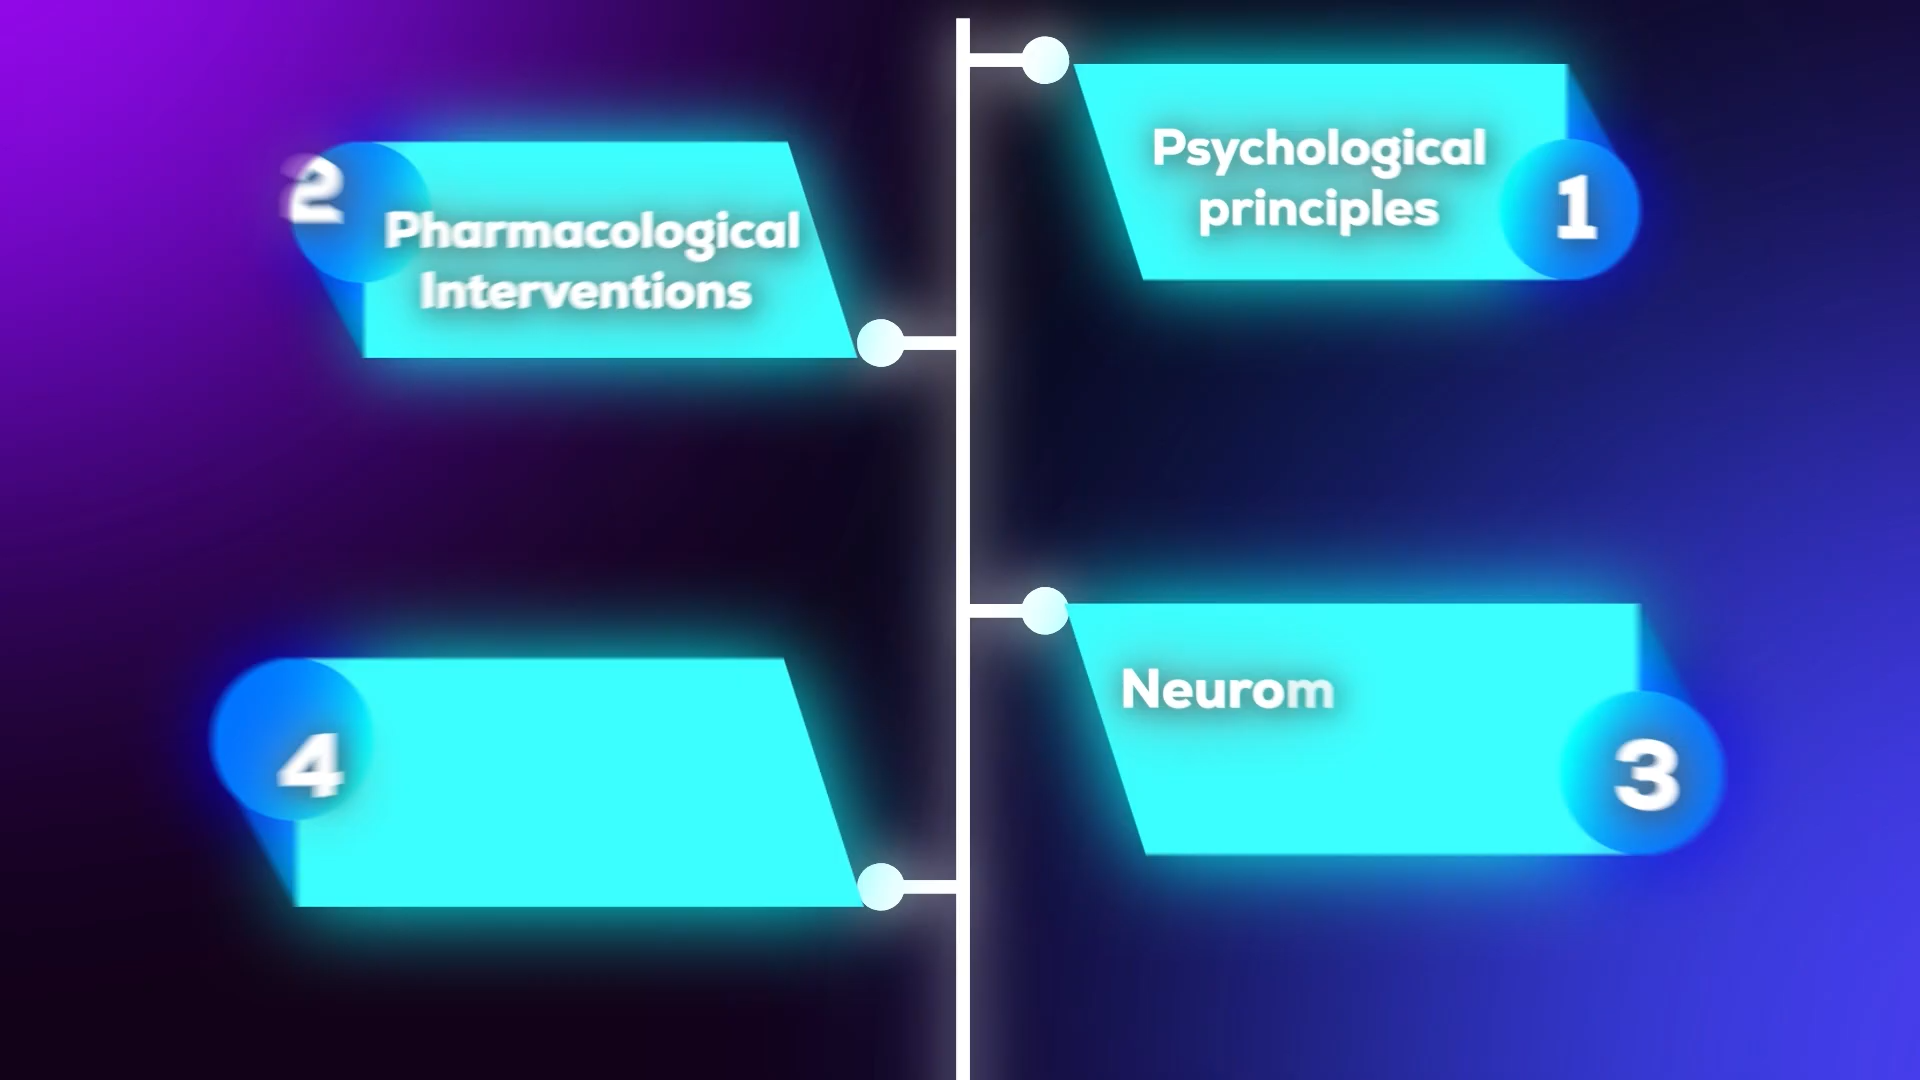 1
Psychological
principles
2
Pharmacological
Interventions
3
Neurom
4